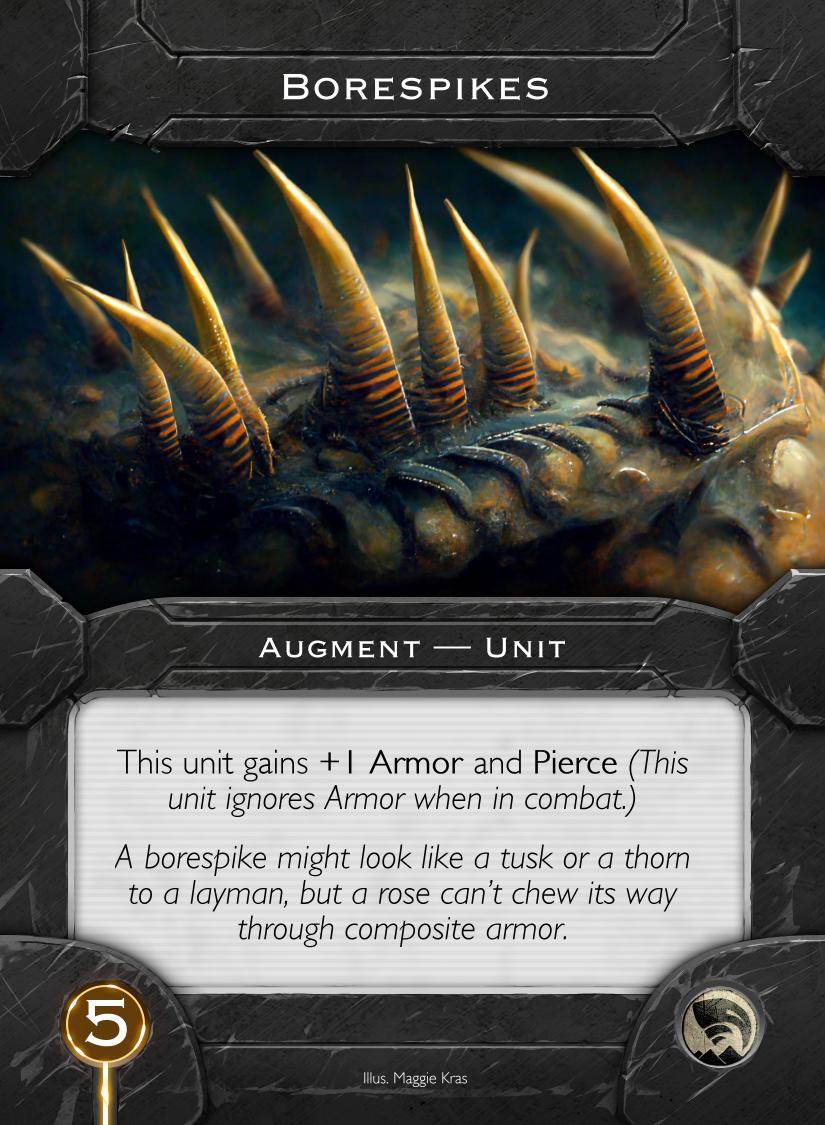 Borespikes
Augment — Unit
This unit gains +1 Armor and Pierce (This
unit ignores Armor when in combat.)
A borespike might look like a tusk or a thorn
to a layman, but a rose can’t chew its way
through composite armor.
5
Illus. Maggie Kras